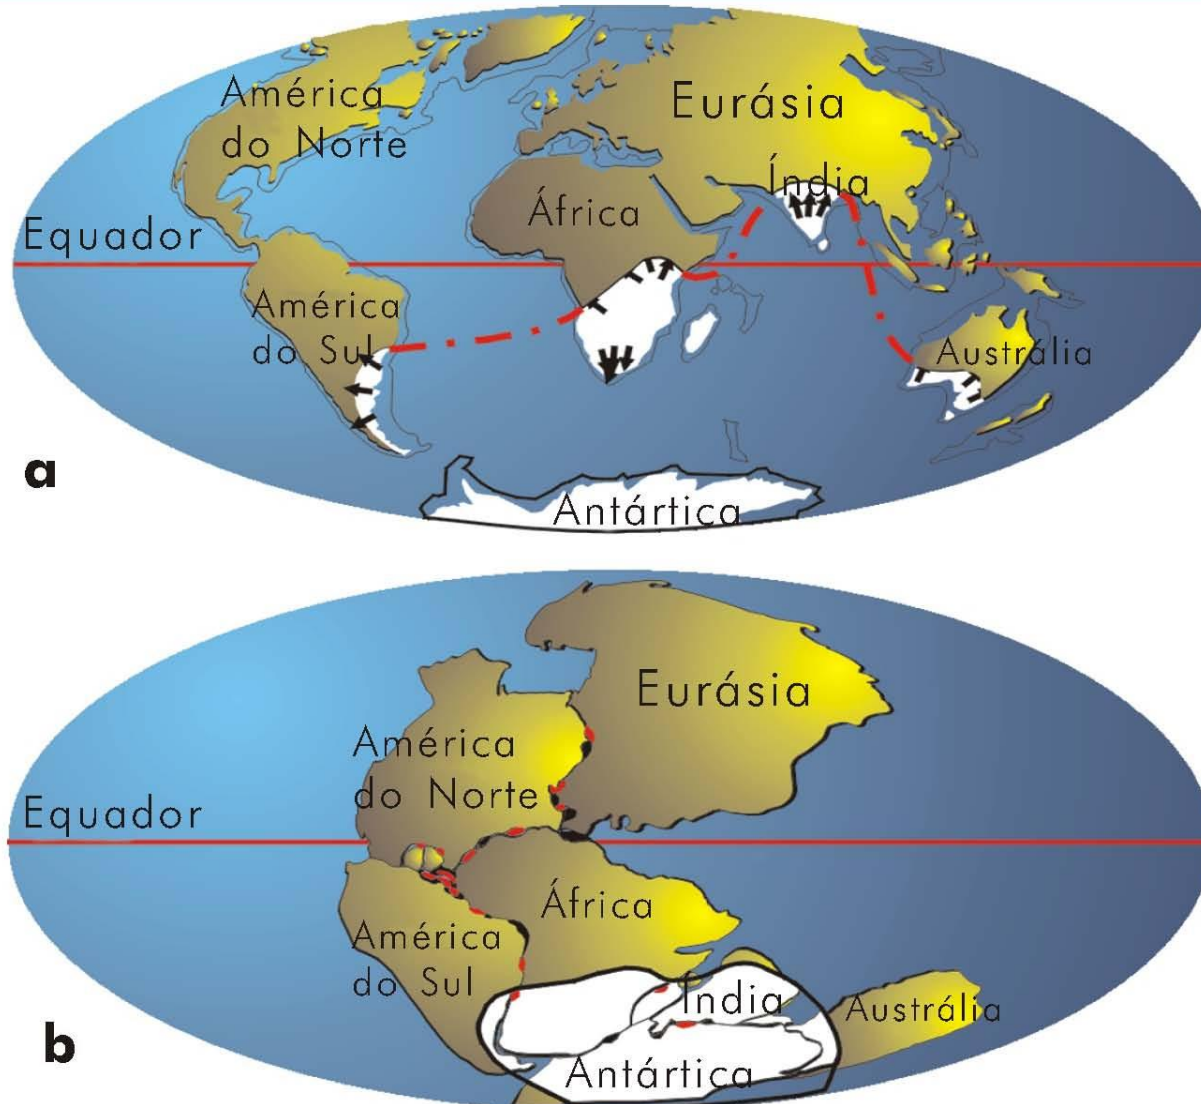 América
do Norte
Eurásia
Índia
África
Equador
América
do Sul
Austrália
a
Antártica
Eurásia
América
do Norte
Equador
África
América
do Sul
Índia
Austrália
b
Antártica